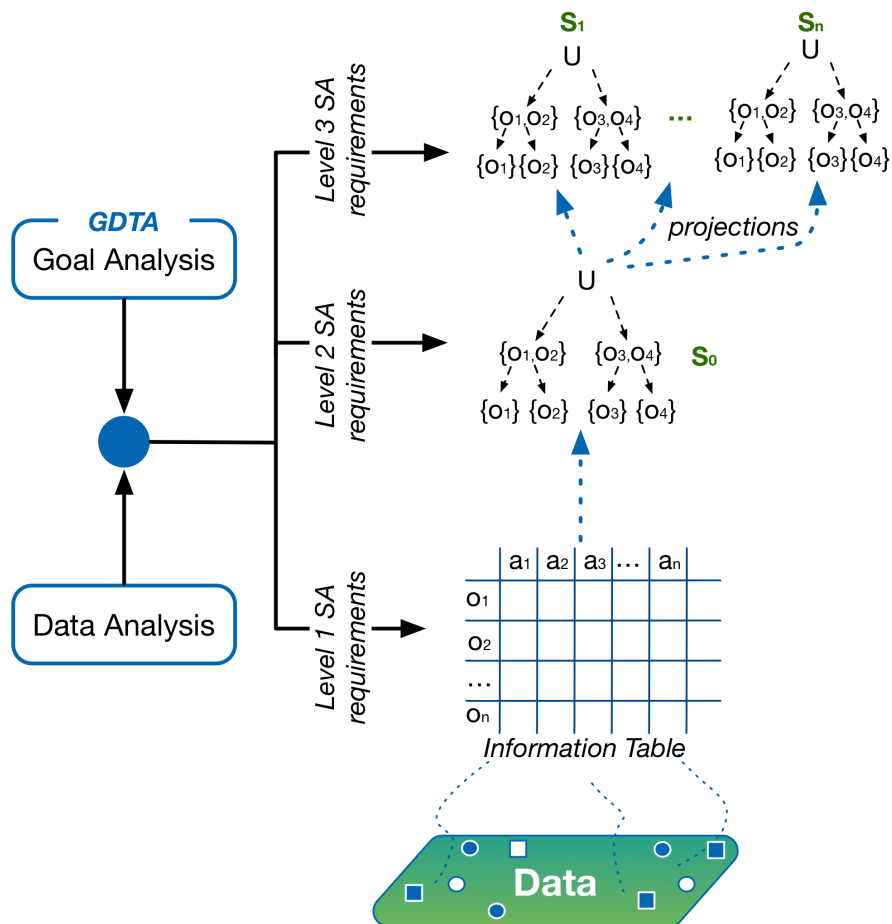 S1
Sn
U
U
{o1,o2}
{o3,o4}
...
{o1,o2}
{o3,o4}
{o1}{o2}
{o3}{o4}
{o1}{o2}
{o3}{o4}
Level 3 SA
requirements
GDTA
Goal Analysis
projections
U
Level 2 SA
requirements
{o1,o2}
{o3,o4}
S0
{o1}
{o2}
{o3}
{o4}
Data Analysis
Level 1 SA
requirements
a1
a2
a3
...
an
o1
o2
...
on
Information Table
Data